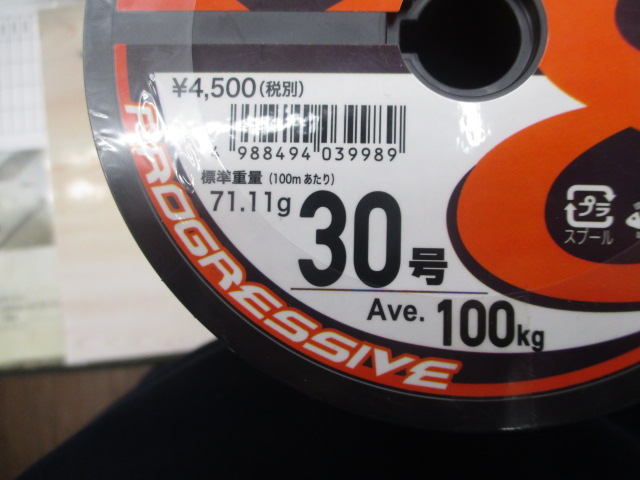 ¥4,500(税別)
4 988494 039989
標準重量 (100mあたり)
71.11g
30号
Ave. 100kg
プラ
スプール
PROGRESSIVE